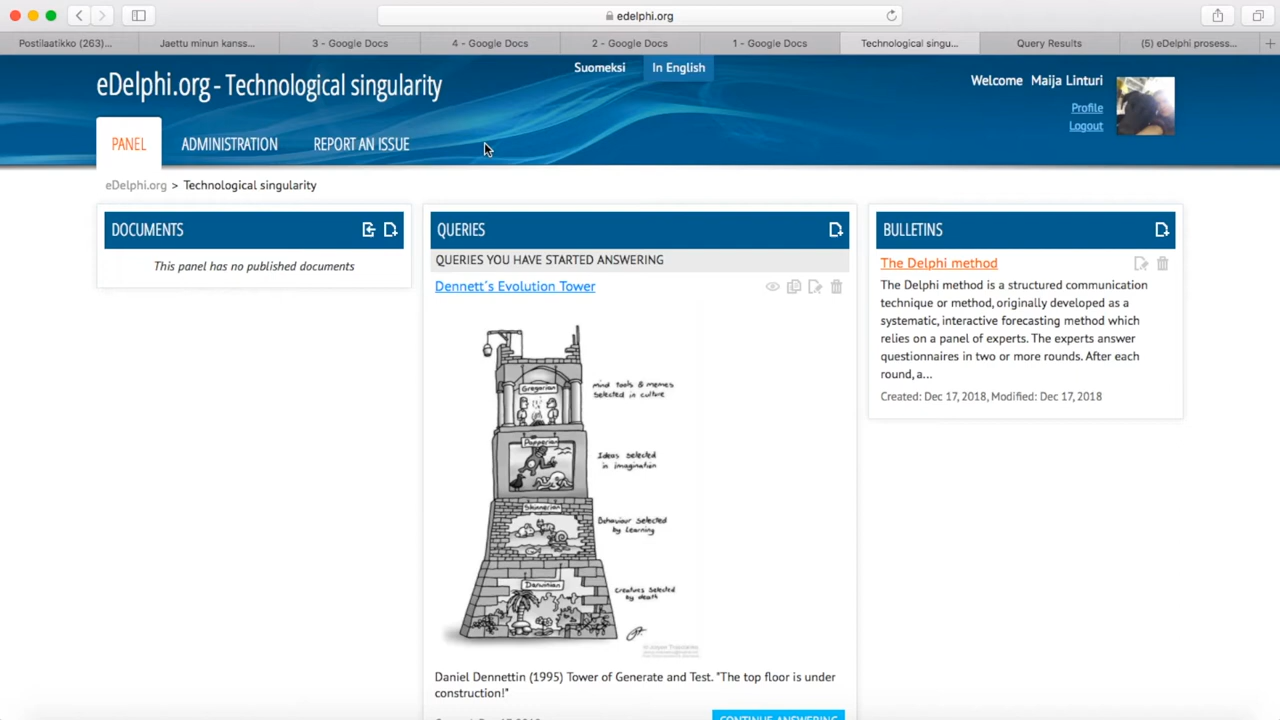 edelphi.org
Postilaatikko (263)...
Jaettu minun kanss...
3 - Google Docs
4 - Google Docs
2 - Google Docs
1 - Google Docs
Technological singu...
Query Results
(5) eDelphi prosess...
eDelphi.org - Technological singularity
Suomeksi
In English
Welcome Maija Linturi
Profile
Logout
PANEL
ADMINISTRATION
REPORT AN ISSUE
eDelphi.org > Technological singularity
DOCUMENTS
This panel has no published documents
QUERIES
QUERIES YOU HAVE STARTED ANSWERING
Dennett´s Evolution Tower
Gregorian
mind tools & memes
selected in culture
Popperian
Ideas selected
in imagination
Skinnerian
Behaviour selected
by learning
Darwinian
Creatures selected
by death
Daniel Dennettin (1995) Tower of Generate and Test. "The top floor is under
construction!"
CONTINUE ANSWERING
BULLETINS
The Delphi method
The Delphi method is a structured communication
technique or method, originally developed as a
systematic, interactive forecasting method which
relies on a panel of experts. The experts answer
questionnaires in two or more rounds. After each
round, a...
Created: Dec 17, 2018, Modified: Dec 17, 2018